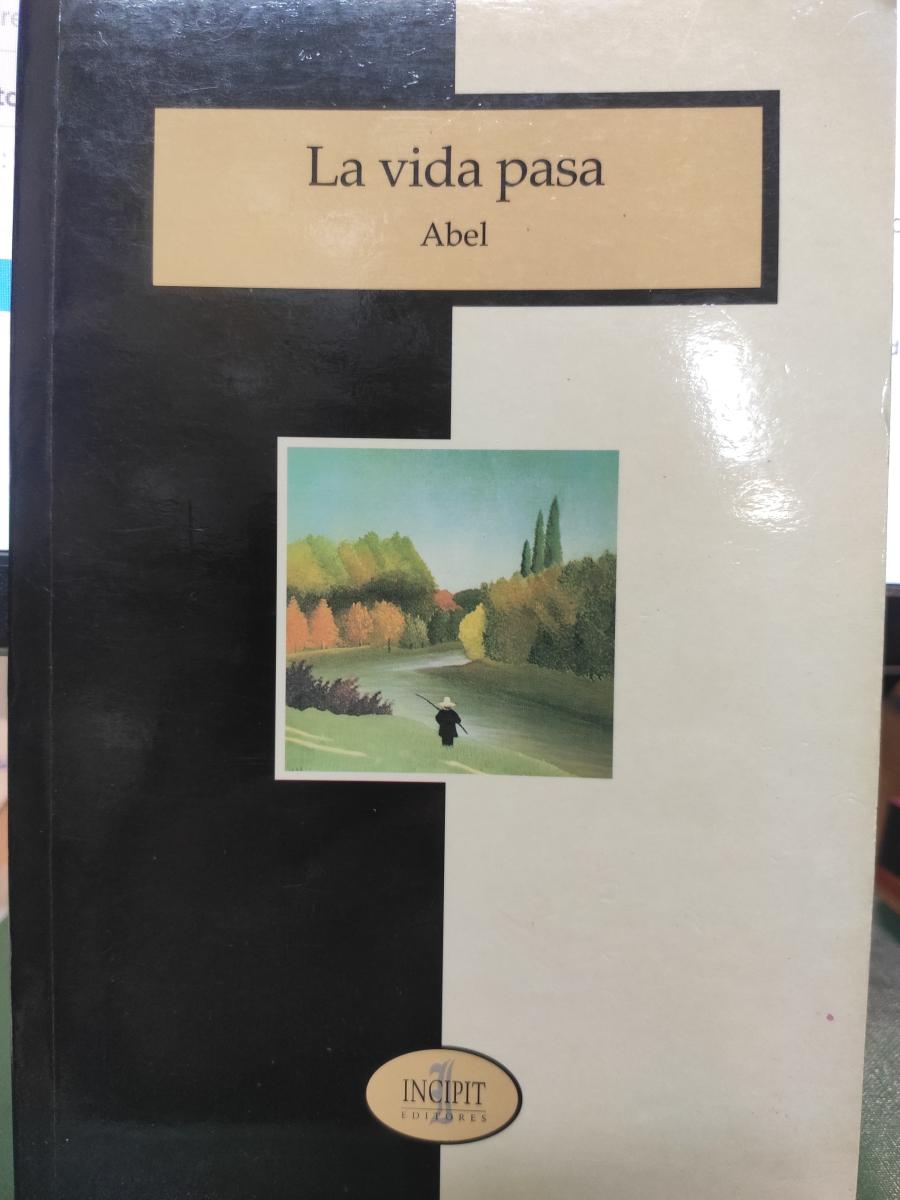 La vida pasa
Abel
INCIPIT
EDITORES